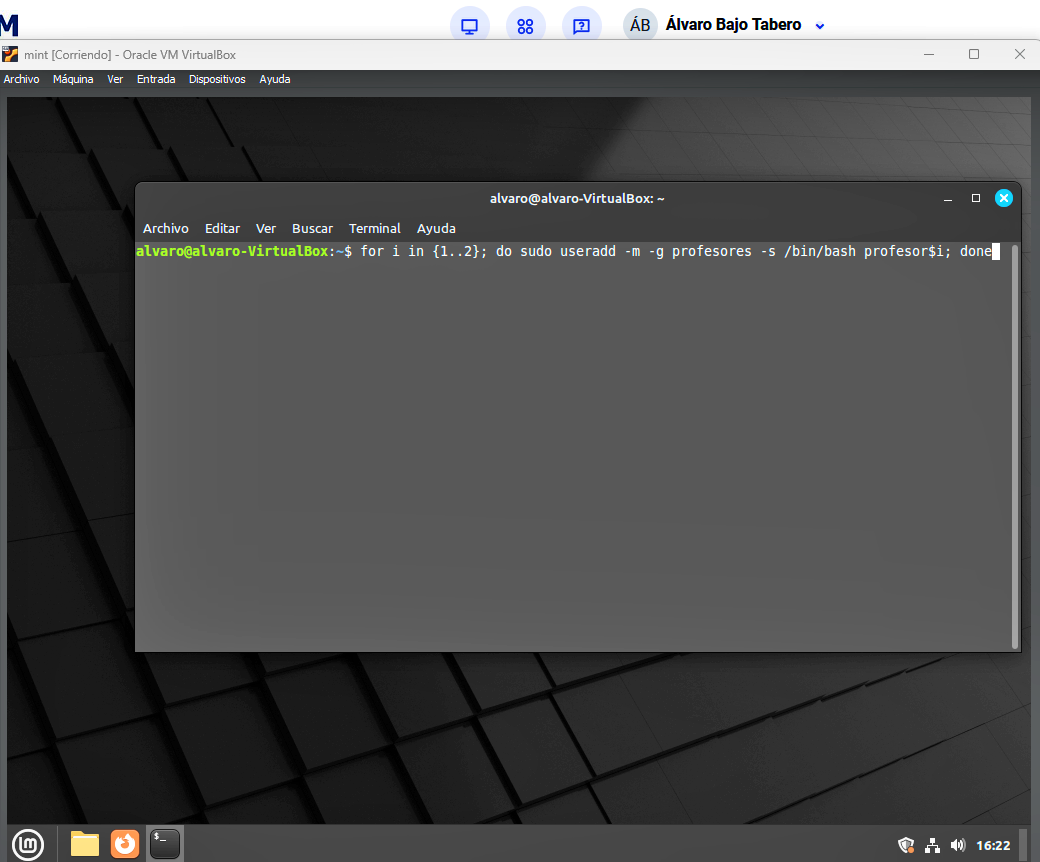 M
ÁB Álvaro Bajo Tabero
mint [Corriendo] - Oracle VM VirtualBox
Archivo Máquina Ver Entrada Dispositivos Ayuda
alvaro@alvaro-VirtualBox: ~
Archivo Editar Ver Buscar Terminal Ayuda
alvaro@alvaro-VirtualBox:~$ for i in {1..2}; do sudo useradd -m -g profesores -s /bin/bash profesor$i; done
16:22